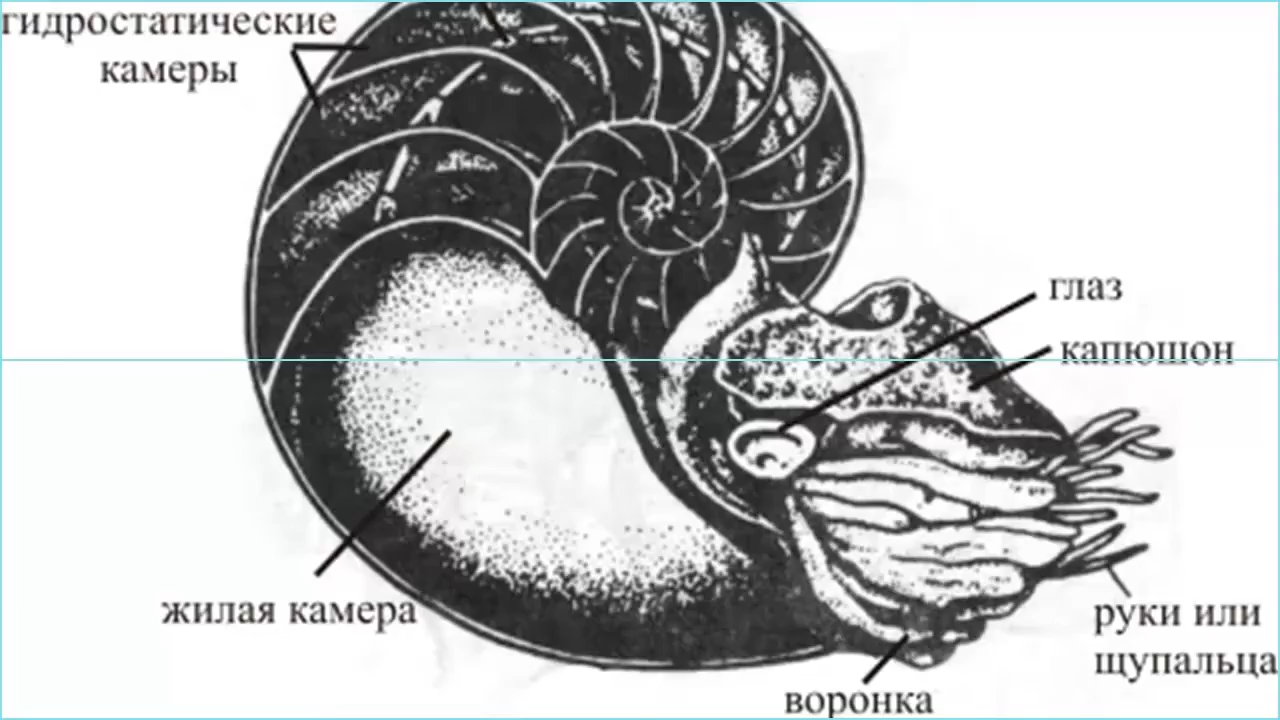 гидростатические
камеры
глаз
капюшон
жилая камера
руки или
щупальца
воронка